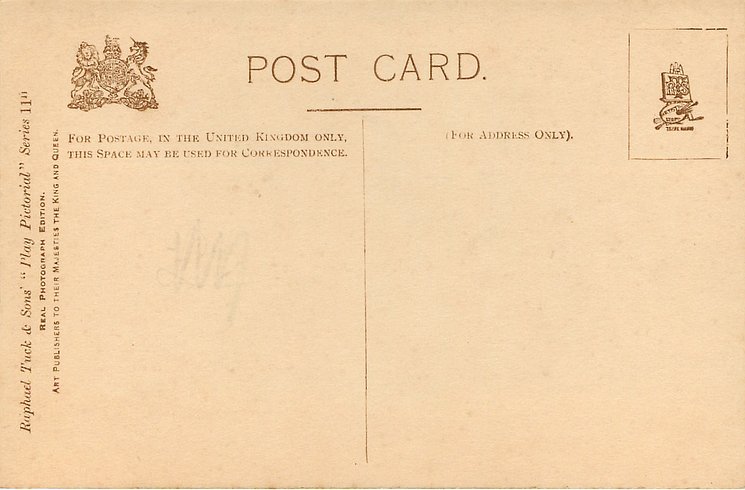 POST CARD.
FOR POSTAGE, IN THE UNITED KINGDOM ONLY,
THIS SPACE MAY BE USED FOR CORRESPONDENCE.
(FOR ADDRESS ONLY).
Raphael Tuck & Sons' "Play Pictorial" Series 11"
REAL PHOTOGRAPH EDITION.
ART PUBLISHERS TO THEIR MAJESTIES THE KING AND QUEEN.